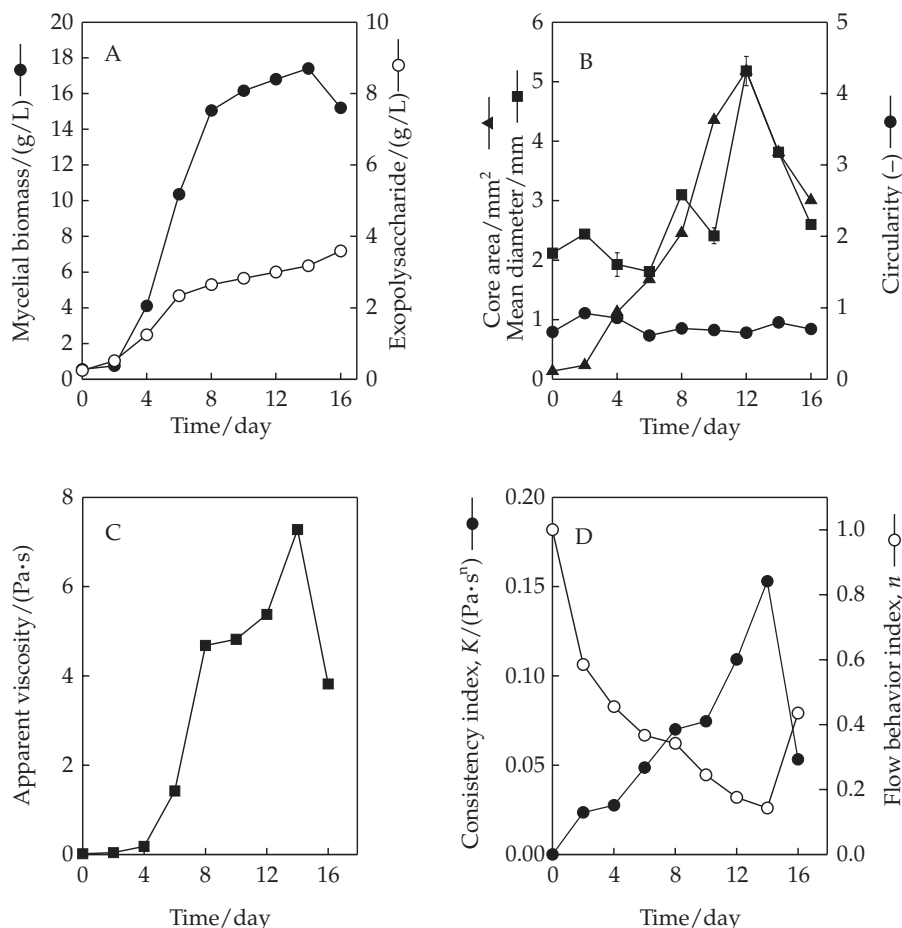 A
Mycelial biomass/(g/L)
20
18
16
14
12
10
8
6
4
2
0
Exopolysaccharide/(g/L)
10
8
6
4
2
0
0 4 8 12 16
Time/day
B
Core area/mm²
Mean diameter/mm
6
5
4
3
2
1
0
Circularity (–)
5
4
3
2
1
0
0 4 8 12 16
Time/day
C
Apparent viscosity/(Pa·s)
8
6
4
2
0
0 4 8 12 16
Time/day
D
Consistency index, K/(Pa·sⁿ)
0.20
0.15
0.10
0.05
0.00
Flow behavior index, n
1.0
0.8
0.6
0.4
0.2
0.0
0 4 8 12 16
Time/day